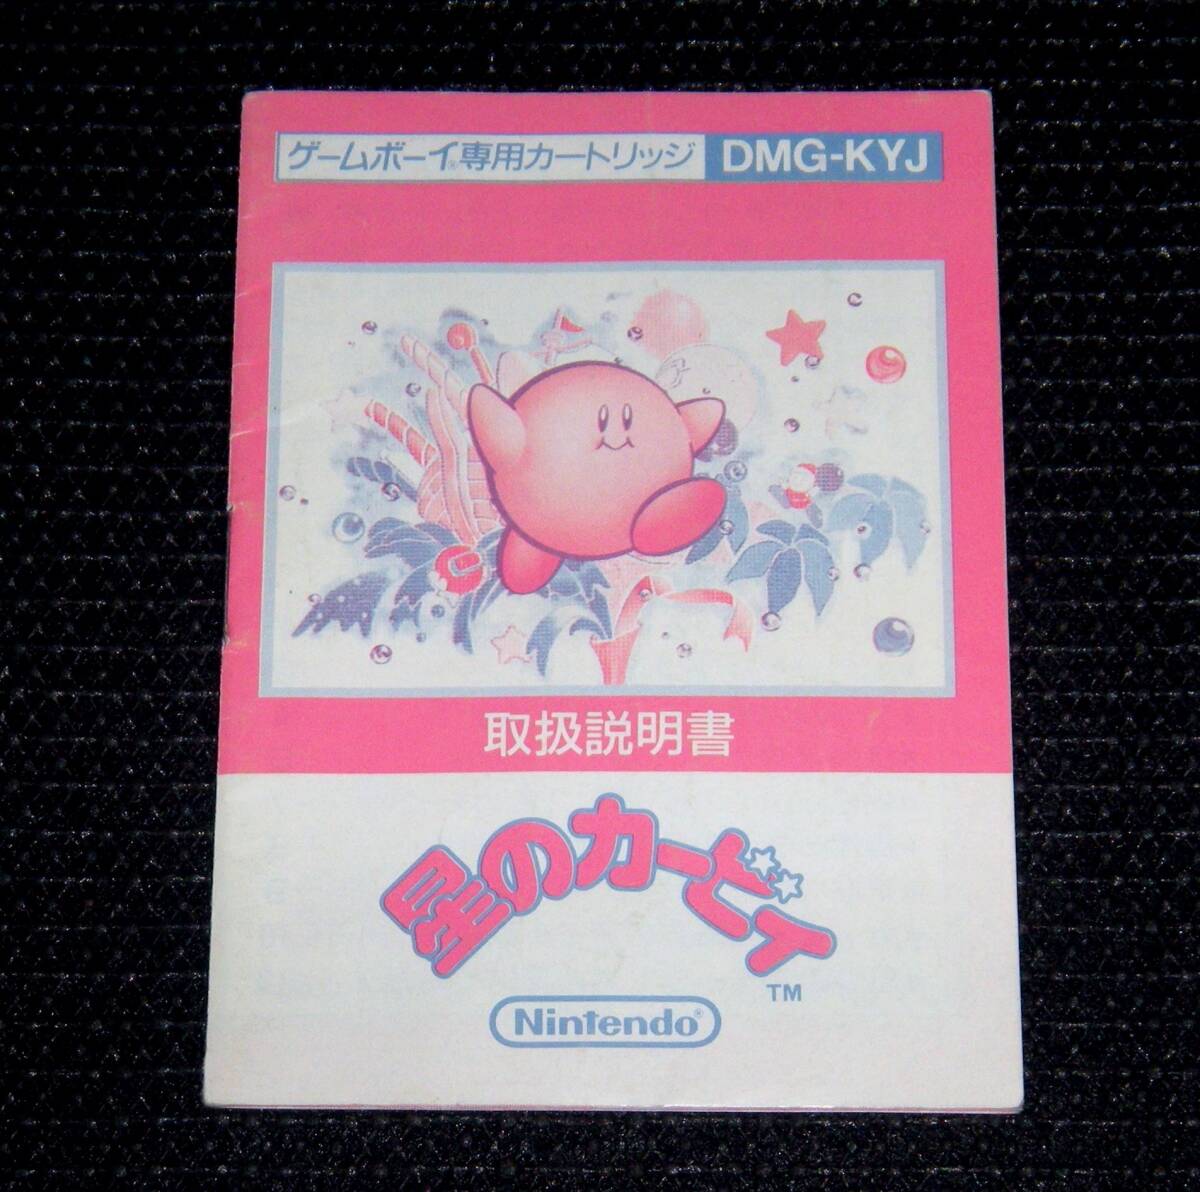 ゲームボーイ®専用カートリッジ DMG-KYJ
取扱説明書
星のカービィ
TM
Nintendo®